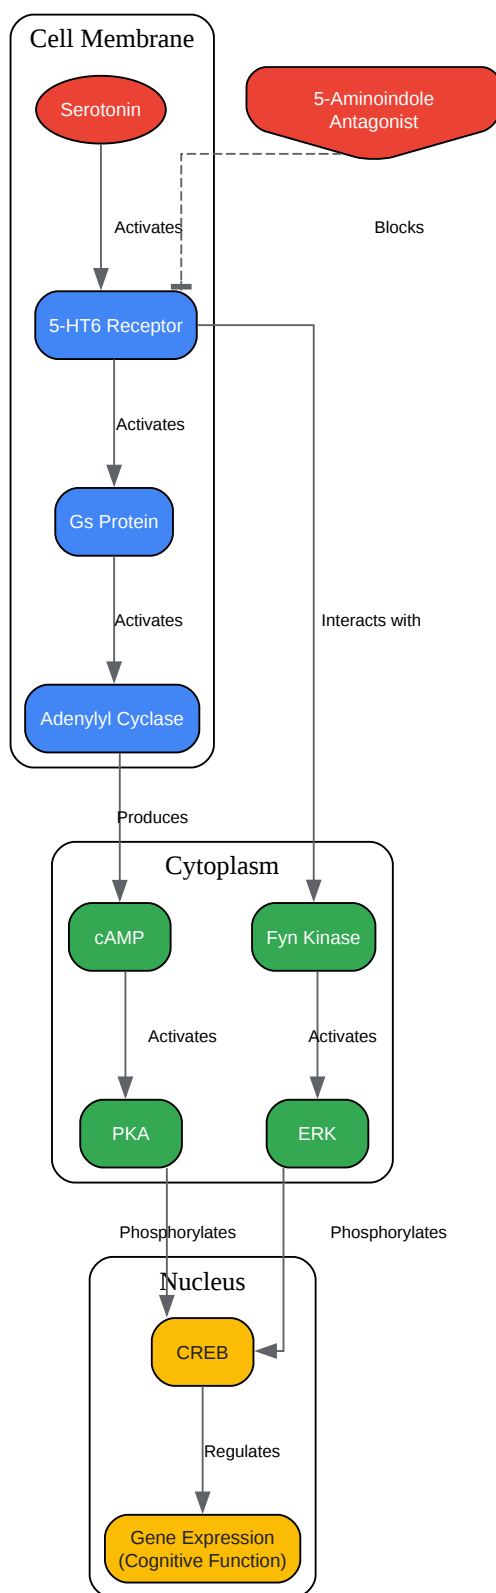 Cell Membrane
Serotonin
5-Aminoindole
Antagonist
Activates
Blocks
5-HT6 Receptor
Activates
Gs Protein
Activates
Interacts with
Adenylyl Cyclase
Produces
Cytoplasm
cAMP
Fyn Kinase
Activates
Activates
PKA
ERK
Phosphorylates
Phosphorylates
Nucleus
CREB
Regulates
Gene Expression
(Cognitive Function)